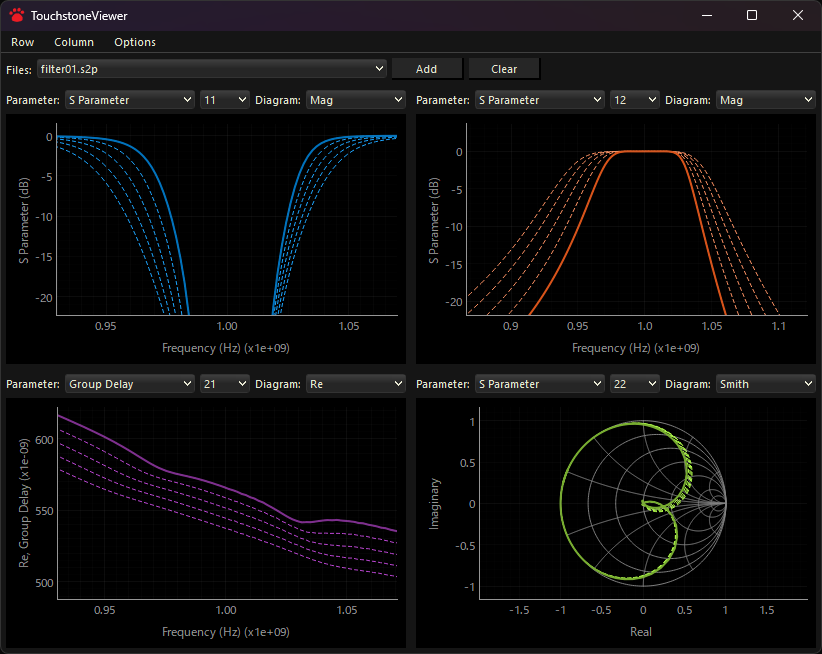 TouchstoneViewer
Row Column Options
Files: filter01.s2p Add Clear
Parameter: S Parameter 11 Diagram: Mag
0
-5
-10
-15
-20
S Parameter (dB)
0.95 1.00 1.05
Frequency (Hz) (x1e+09)
Parameter: S Parameter 12 Diagram: Mag
0
-5
-10
-15
-20
S Parameter (dB)
0.9 0.95 1.0 1.05 1.1
Frequency (Hz) (x1e+09)
Parameter: Group Delay 21 Diagram: Re
600
550
500
Re, Group Delay (x1e-09)
0.95 1.00 1.05
Frequency (Hz) (x1e+09)
Parameter: S Parameter 22 Diagram: Smith
1
0.5
0
-0.5
-1
Imaginary
-1.5 -1 -0.5 0 0.5 1 1.5
Real